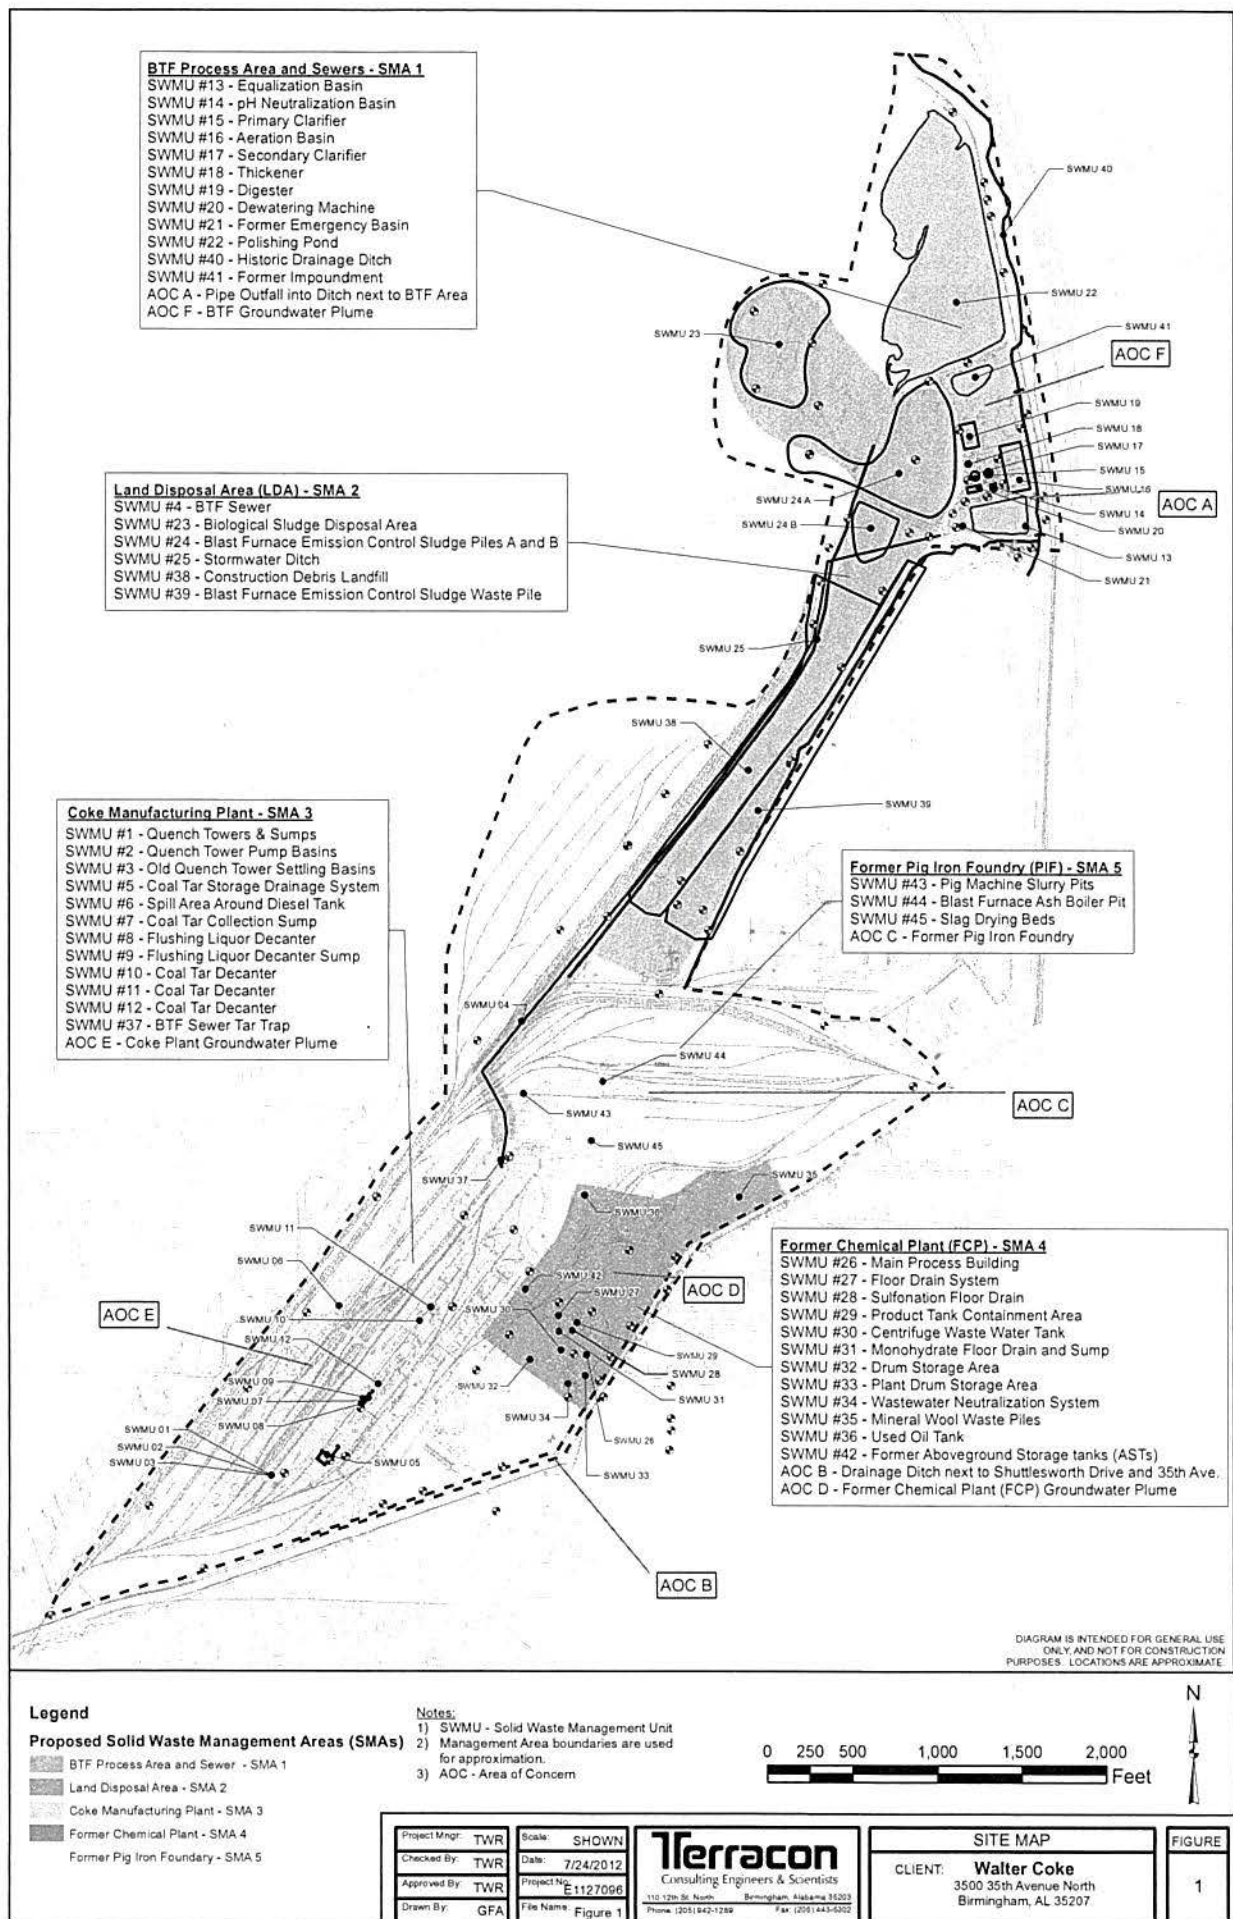 BTF Process Area and Sewers - SMA 1
SWMU #13 - Equalization Basin
SWMU #14 - pH Neutralization Basin
SWMU #15 - Primary Clarifier
SWMU #16 - Aeration Basin
SWMU #17 - Secondary Clarifier
SWMU #18 - Thickener
SWMU #19 - Digester
SWMU #20 - Dewatering Machine
SWMU #21 - Former Emergency Basin
SWMU #22 - Polishing Pond
SWMU #40 - Historic Drainage Ditch
SWMU #41 - Former Impoundment
AOC A - Pipe Outfall into Ditch next to BTF Area
AOC F - BTF Groundwater Plume
SWMU 40
SWMU 22
SWMU 23
SWMU 41
AOC F
SWMU 19
SWMU 18
SWMU 17
SWMU 15
SWMU 16
AOC A
SWMU 14
SWMU 20
SWMU 13
SWMU 21
SWMU 24 A
SWMU 24 B
Land Disposal Area (LDA) - SMA 2
SWMU #4 - BTF Sewer
SWMU #23 - Biological Sludge Disposal Area
SWMU #24 - Blast Furnace Emission Control Sludge Piles A and B
SWMU #25 - Stormwater Ditch
SWMU #38 - Construction Debris Landfill
SWMU #39 - Blast Furnace Emission Control Sludge Waste Pile
SWMU 25
SWMU 38
SWMU 39
Coke Manufacturing Plant - SMA 3
SWMU #1 - Quench Towers & Sumps
SWMU #2 - Quench Tower Pump Basins
SWMU #3 - Old Quench Tower Settling Basins
SWMU #5 - Coal Tar Storage Drainage System
SWMU #6 - Spill Area Around Diesel Tank
SWMU #7 - Coal Tar Collection Sump
SWMU #8 - Flushing Liquor Decanter
SWMU #9 - Flushing Liquor Decanter Sump
SWMU #10 - Coal Tar Decanter
SWMU #11 - Coal Tar Decanter
SWMU #12 - Coal Tar Decanter
SWMU #37 - BTF Sewer Tar Trap
AOC E - Coke Plant Groundwater Plume
Former Pig Iron Foundry (PIF) - SMA 5
SWMU #43 - Pig Machine Slurry Pits
SWMU #44 - Blast Furnace Ash Boiler Pit
SWMU #45 - Slag Drying Beds
AOC C - Former Pig Iron Foundry
SWMU 04
SWMU 44
SWMU 43
AOC C
SWMU 45
SWMU 37
SWMU 35
SWMU 36
SWMU 11
SWMU 06
SWMU 42
AOC D
SWMU 27
SWMU 30
AOC E
SWMU 10
SWMU 12
SWMU 29
SWMU 28
SWMU 09
SWMU 07
SWMU 32
SWMU 31
SWMU 08
SWMU 34
SWMU 26
SWMU 01
SWMU 02
SWMU 03
SWMU 05
SWMU 33
AOC B
Former Chemical Plant (FCP) - SMA 4
SWMU #26 - Main Process Building
SWMU #27 - Floor Drain System
SWMU #28 - Sulfonation Floor Drain
SWMU #29 - Product Tank Containment Area
SWMU #30 - Centrifuge Waste Water Tank
SWMU #31 - Monohydrate Floor Drain and Sump
SWMU #32 - Drum Storage Area
SWMU #33 - Plant Drum Storage Area
SWMU #34 - Wastewater Neutralization System
SWMU #35 - Mineral Wool Waste Piles
SWMU #36 - Used Oil Tank
SWMU #42 - Former Aboveground Storage tanks (ASTs)
AOC B - Drainage Ditch next to Shuttlesworth Drive and 35th Ave.
AOC D - Former Chemical Plant (FCP) Groundwater Plume
DIAGRAM IS INTENDED FOR GENERAL USE
ONLY, AND NOT FOR CONSTRUCTION
PURPOSES. LOCATIONS ARE APPROXIMATE.
Legend
Proposed Solid Waste Management Areas (SMAs)
BTF Process Area and Sewer - SMA 1
Land Disposal Area - SMA 2
Coke Manufacturing Plant - SMA 3
Former Chemical Plant - SMA 4
Former Pig Iron Foundary - SMA 5
Notes:
1) SWMU - Solid Waste Management Unit
2) Management Area boundaries are used
for approximation.
3) AOC - Area of Concern
N
0 250 500 1,000 1,500 2,000
Feet
Project Mngr: TWR
Checked By: TWR
Approved By: TWR
Drawn By: GFA
Scale: SHOWN
Date: 7/24/2012
Project No: E1127096
File Name: Figure 1
Terracon
Consulting Engineers & Scientists
110 12th St. North Birmingham, Alabama 35203
Phone: (205) 942-1289 Fax: (205) 443-5302
SITE MAP
CLIENT: Walter Coke
3500 35th Avenue North
Birmingham, AL 35207
FIGURE
1